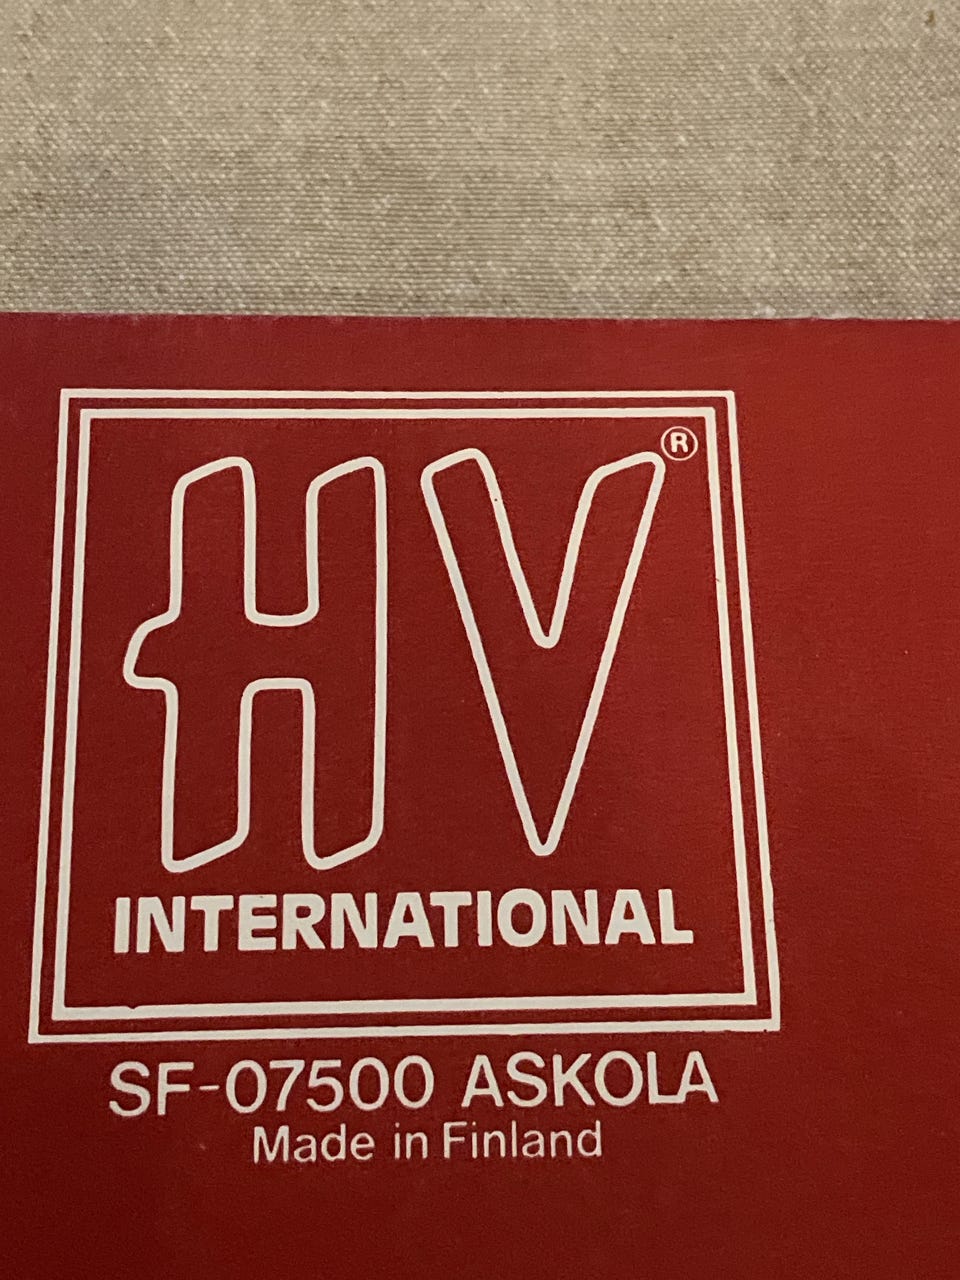 HV®
INTERNATIONAL
SF-07500 ASKOLA
Made in Finland